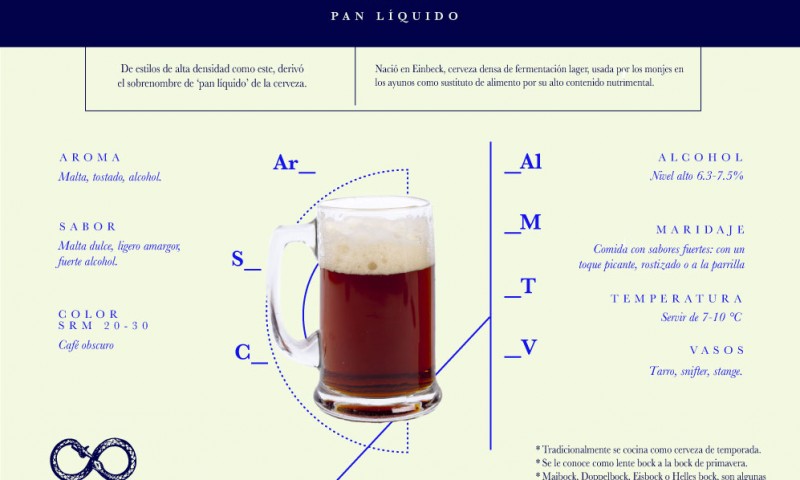 PAN LÍQUIDO
De estilos de alta densidad como este, derivó
el sobrenombre de ‘pan líquido’ de la cerveza.
Nació en Einbeck, cerveza densa de fermentación lager, usada por los monjes en
los ayunos como sustituto de alimento por su alto contenido nutrimental.
AROMA
Malta, tostado, alcohol.
SABOR
Malta dulce, ligero amargor,
fuerte alcohol.
COLOR
SRM 20-30
Café obscuro
Ar_
S_
C_
_Al
_M
_T
_V
ALCOHOL
Nivel alto 6.3-7.5%
MARIDAJE
Comida con sabores fuertes: con un
toque picante, rostizado o a la parrilla
TEMPERATURA
Servir de 7-10 °C
VASOS
Tarro, snifter, stange.
* Tradicionalmente se cocina como cerveza de temporada.
* Se le conoce como lente bock a la bock de primavera.
* Maibock, Doppelbock, Eisbock o Helles bock, son algunas